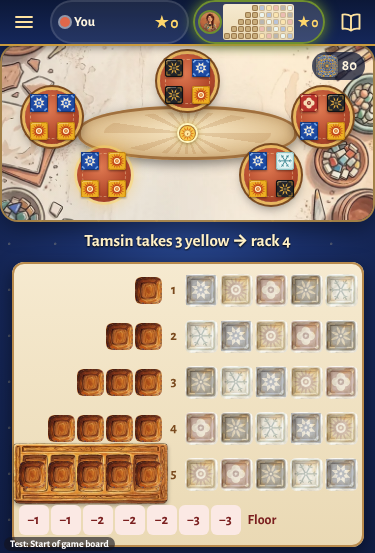 You ★0 ★0
80
Tamsin takes 3 yellow → rack 4
1
2
3
4
5
−1 −1 −2 −2 −2 −3 −3 Floor
Test: Start of game board